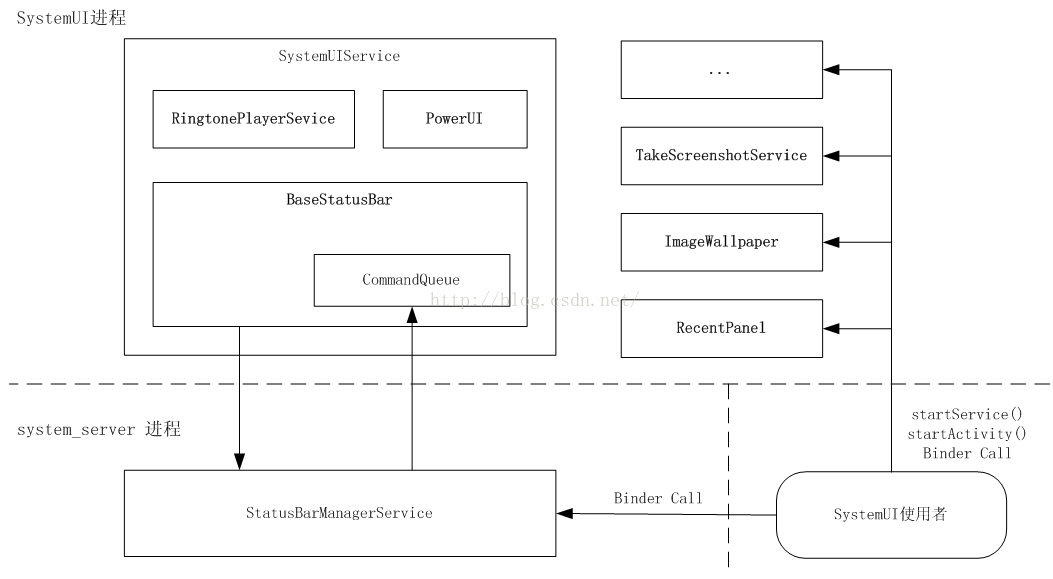 SystemUI进程
SystemUIService
RingtonePlayerSevice
PowerUI
BaseStatusBar
CommandQueue
...
TakeScreenshotService
ImageWallpaper
RecentPanel
http://blog.csdn.net/
system_server 进程
startService()
startActivity()
Binder Call
StatusBarManagerService
Binder Call
SystemUI使用者